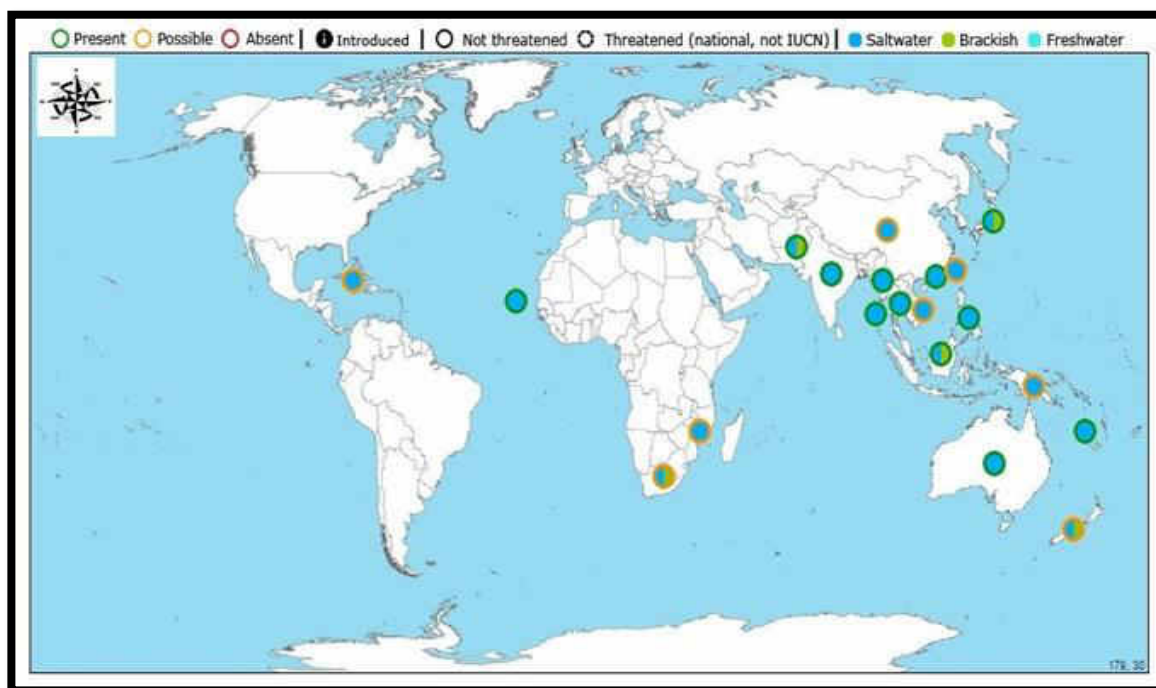 Present Possible Absent | Introduced | Not threatened Threatened (national, not IUCN) | Saltwater Brackish Freshwater
179, 30